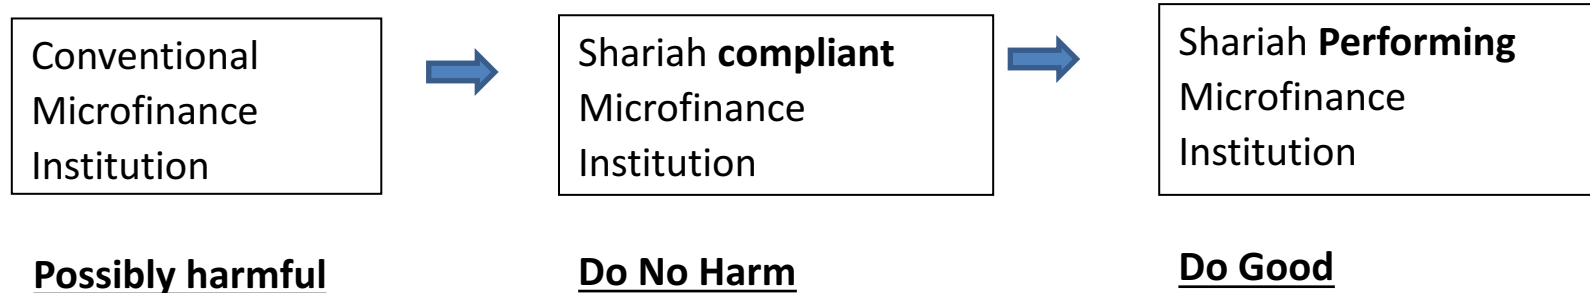 Conventional
Microfinance
Institution
Possibly harmful
Shariah compliant
Microfinance
Institution
Do No Harm
Shariah Performing
Microfinance
Institution
Do Good